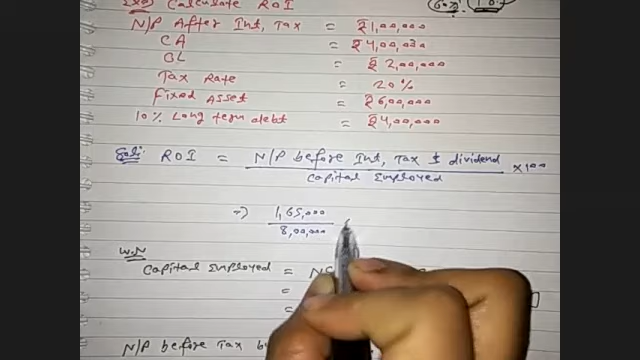 Calculate ROI
N/P After Int, Tax = ₹1,00,000
CA = ₹4,00,000
CL = ₹ 2,00,000
Tax Rate = 20%
Fixed Asset = ₹6,00,000
10% Long term debt = ₹4,00,000
Sol: ROI = N/P before Int, Tax & dividend ×100
Capital Employed
=> 1,65,000
8,00,000
W.N
Capital Employed =
=
=
N/P before Tax